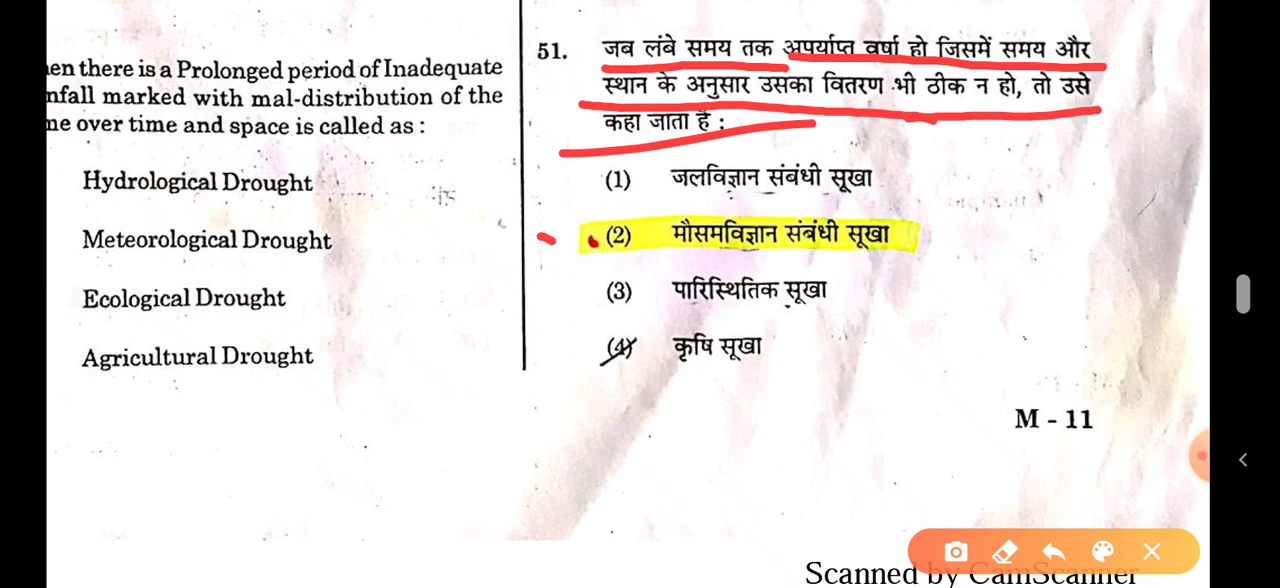 en there is a Prolonged period of Inadequate
nfall marked with mal-distribution of the
me over time and space is called as :
Hydrological Drought
Meteorological Drought
Ecological Drought
Agricultural Drought
51. जब लंबे समय तक अपर्याप्त वर्षा हो जिसमें समय और
स्थान के अनुसार उसका वितरण भी ठीक न हो, तो उसे
कहा जाता है :
(1) जलविज्ञान संबंधी सूखा
(2) मौसमविज्ञान संबंधी सूखा
(3) पारिस्थितिक सूखा
(4) कृषि सूखा
M - 11
Scanned by CamScanner